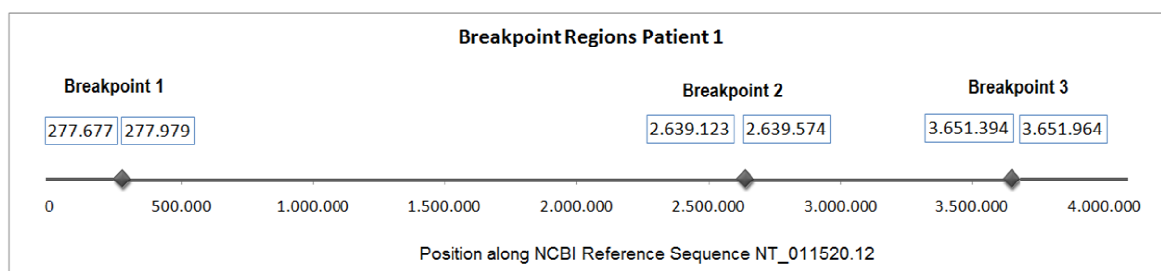 Breakpoint Regions Patient 1
Breakpoint 1 Breakpoint 2 Breakpoint 3
277.677 277.979 2.639.123 2.639.574 3.651.394 3.651.964
0 500.000 1.000.000 1.500.000 2.000.000 2.500.000 3.000.000 3.500.000 4.000.000
Position along NCBI Reference Sequence NT_011520.12